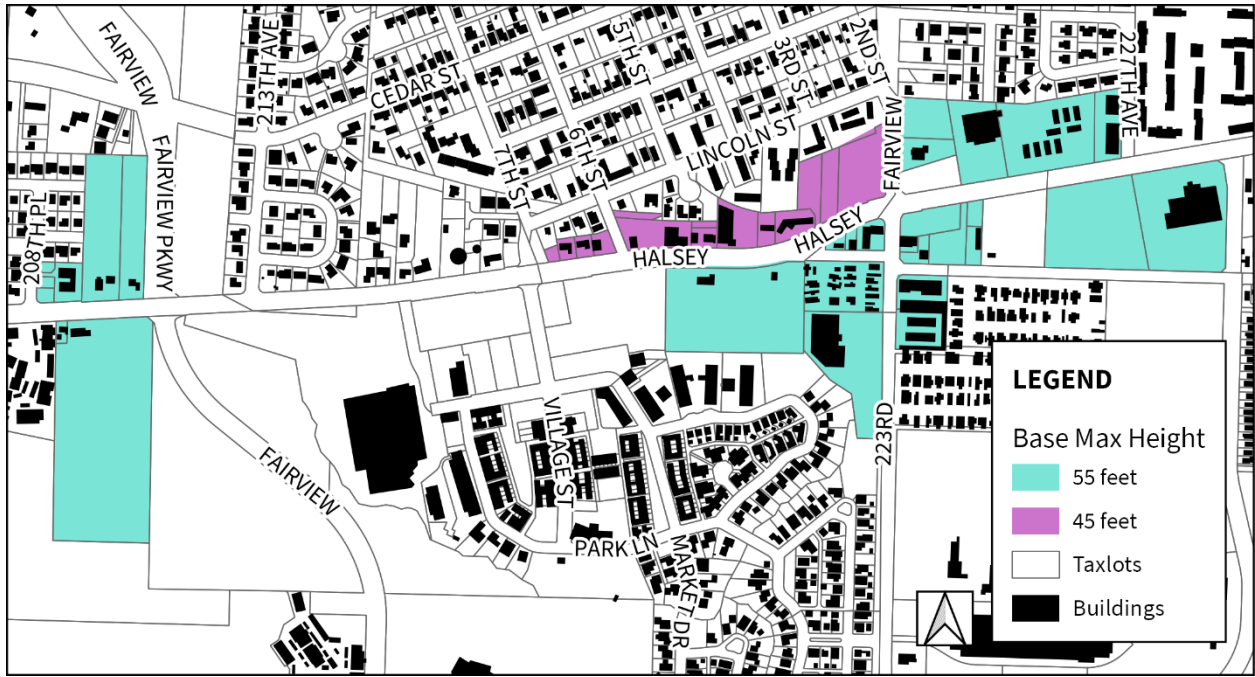 FAIRVIEW
213TH AVE
CEDAR ST
5TH ST
3RD ST
2ND ST
227TH AVE
FAIRVIEW PKWY
7TH ST
6TH ST
LINCOLN ST
FAIRVIEW
208TH PL
HALSEY
HALSEY
FAIRVIEW
VILLAGE ST
223RD
PARK LN
MARKET DR
LEGEND
Base Max Height
55 feet
45 feet
Taxlots
Buildings